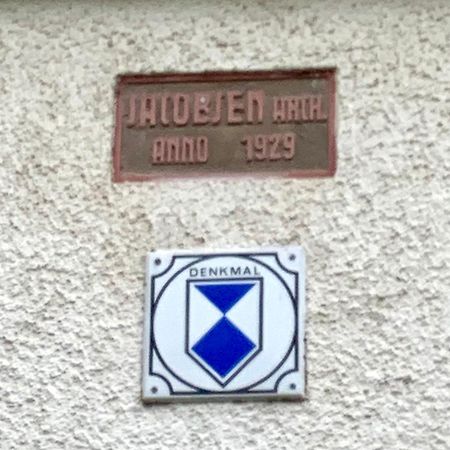 JACOBSEN ARCH.
ANNO 1929
DENKMAL